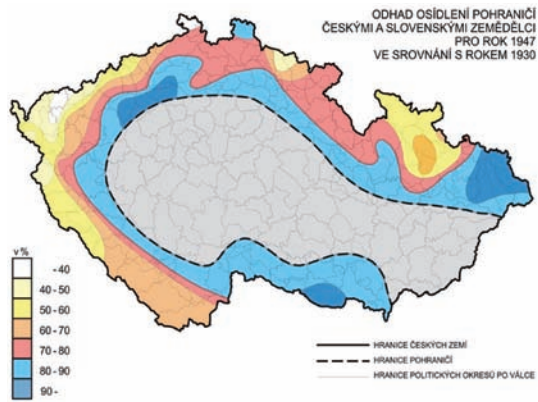 ODHAD OSÍDLENÍ POHRANIČÍ
ČESKÝMI A SLOVENSKÝMI ZEMĚDĚLCI
PRO ROK 1947
VE SROVNÁNÍ S ROKEM 1930
v %
- 40
40 - 50
50 - 60
60 - 70
70 - 80
80 - 90
90 -
HRANICE ČESKÝCH ZEMÍ
HRANICE POHRANIČÍ
HRANICE POLITICKÝCH OKRESŮ PO VÁLCE